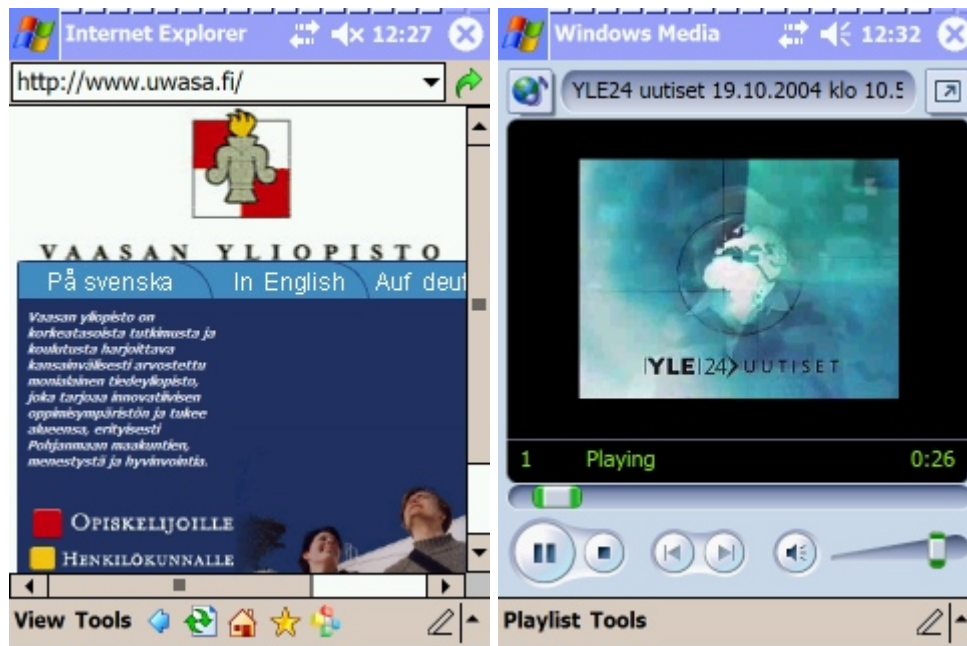 Internet Explorer 12:27
http://www.uwasa.fi/
VAASAN YLIOPISTO
På svenska In English Auf deut
Vaasan yliopisto on
korkeatasoista tutkimusta ja
koulutusta harjoittava
kansainvälisesti arvostettu
monialainen tiedeyliopisto,
joka tarjoaa innovatiivisen
oppimisympäristön ja tukee
alueensa, erityisesti
Pohjanmaan maakuntien,
menestystä ja hyvinvointia.
OPISKELIJOILLE
HENKILÖKUNNALLE
View Tools
Windows Media 12:32
YLE24 uutiset 19.10.2004 klo 10.5
YLE24>UUTISET
1 Playing 0:26
Playlist Tools